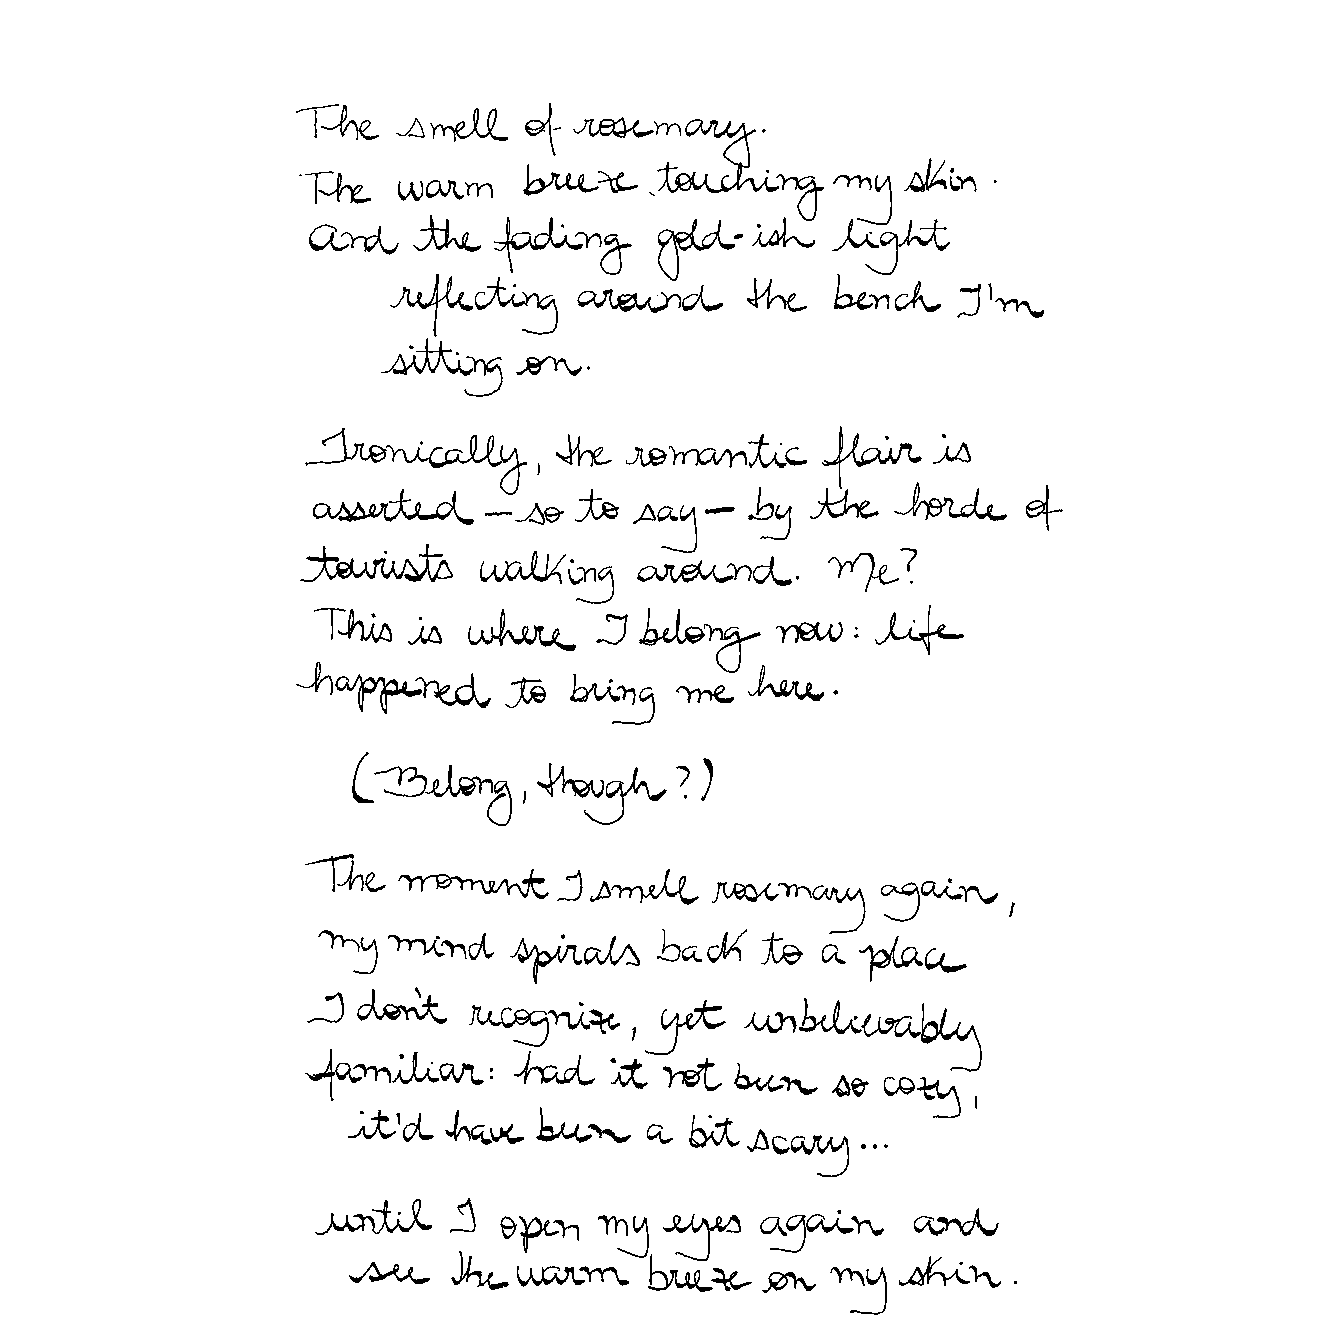 The smell of rosemary.
The warm breeze touching my skin.
And the fading gold-ish light
reflecting around the bench I'm
sitting on.
Ironically, the romantic flair is
asserted – so to say – by the horde of
tourists walking around. Me?
This is where I belong now: life
happened to bring me here.
(Belong, though?)
The moment I smell rosemary again,
my mind spirals back to a place
I don't recognize, yet unbelievably
familiar: had it not been so cozy,
it'd have been a bit scary...
until I open my eyes again and
see the warm breeze on my skin.